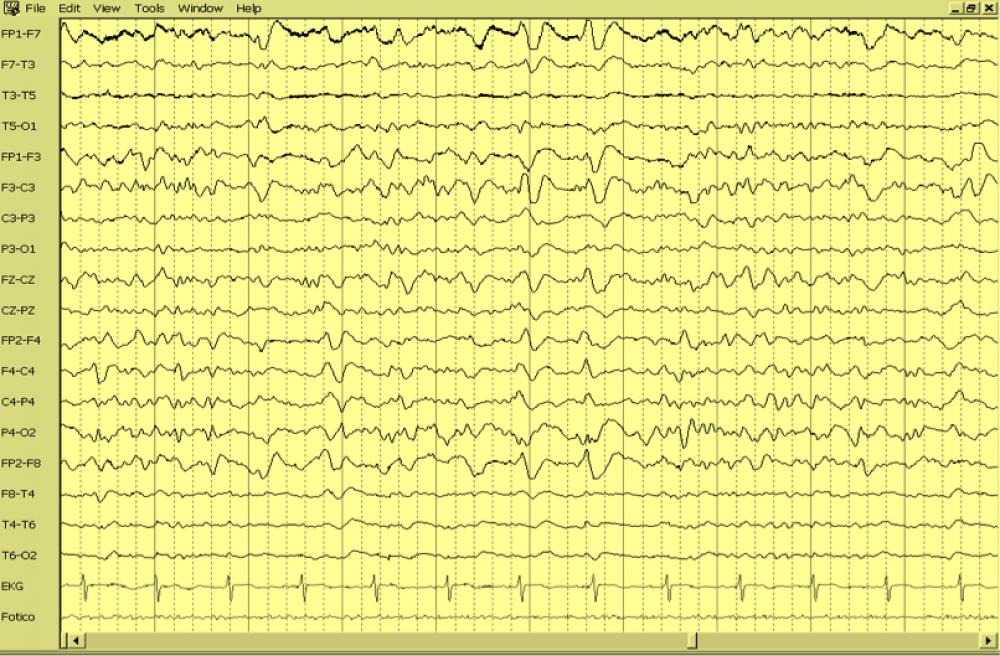 File Edit View Tools Window Help
FP1-F7
F7-T3
T3-T5
T5-O1
FP1-F3
F3-C3
C3-P3
P3-O1
FZ-CZ
CZ-PZ
FP2-F4
F4-C4
C4-P4
P4-O2
FP2-F8
F8-T4
T4-T6
T6-O2
EKG
Fotico